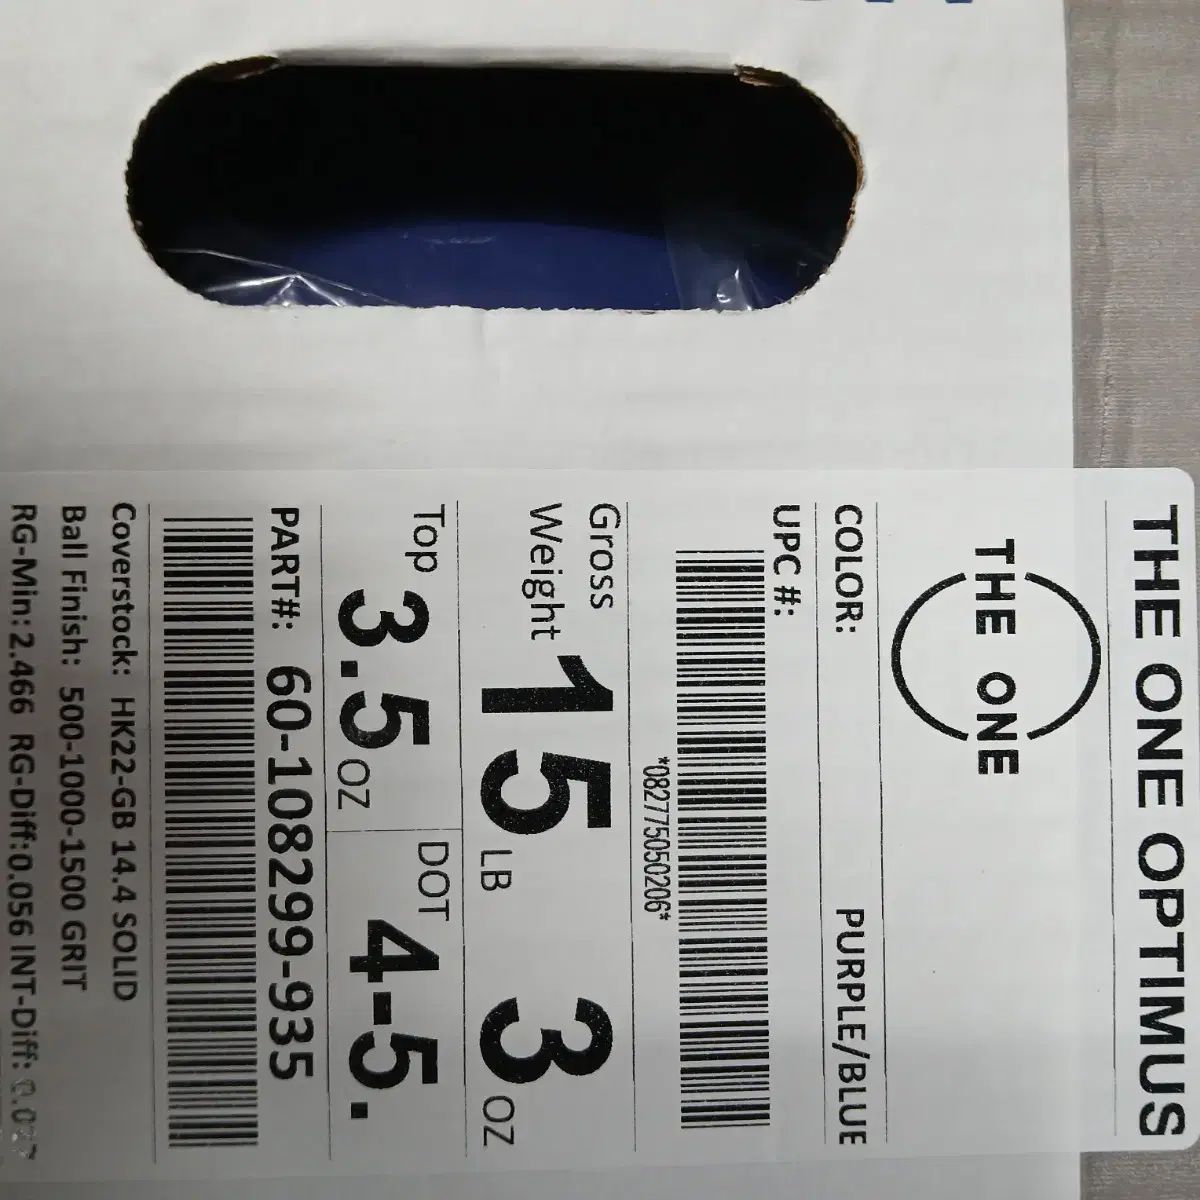 THE ONE OPTIMUS
THE ONE
COLOR: PURPLE/BLUE
UPC #:
*082775050206*
Gross Weight 15 LB 3 OZ
Top 3.5 OZ DOT 4-5.
PART#: 60-108299-935
Coverstock: HK22-GB 14.4 SOLID
Ball Finish: 500-1000-1500 GRIT
RG-Min: 2.466 RG-Diff:0.056 INT-Diff: